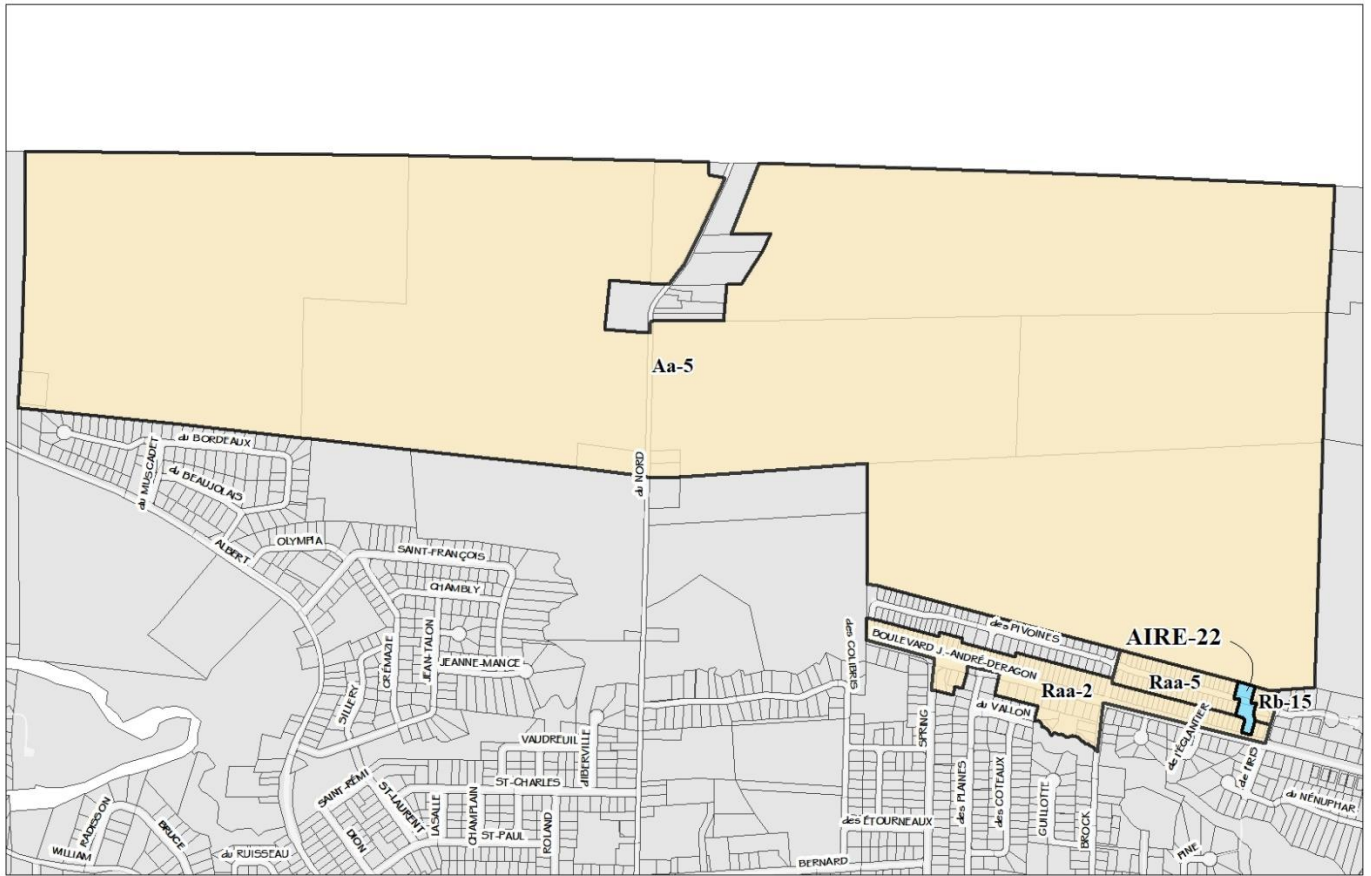 Aa-5
du BORDEAUX
du MUSCADET
du BEAUJOLAIS
du NORD
ALBERT
OLYMPIA
SAINT-FRANÇOIS
CHAMBLY
des PIVOINES
des COLIBRIS
BOULEVARD J.-ANDRÉ-DERAGON
AIRE-22
CRÉMAZIE
JEAN-TALON
JEANNE-MANCE
Raa-2
Raa-5
Rb-15
SILLERY
du VALLON
de l'ÉGLANTIER
SPRING
VAUDREUIL
D'IBERVILLE
de l'IRIS
SAINT-RÉMI
ST-LAURENT
ST-CHARLES
des PLAINES
des COTEAUX
du NÉNUPHAR
RADISSON
BRUCE
LASALLE
CHAMPLAIN
ST-PAUL
ROLAND
GUILLOTTE
BROCK
DION
des ÉTOURNEAUX
WILLIAM
du RUISSEAU
BERNARD
PINE